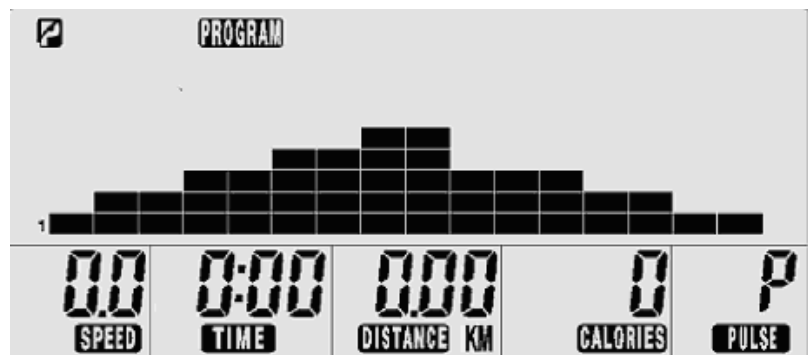 PROGRAM
1
0.0 0:00 0.00 0 P
SPEED TIME DISTANCE KM CALORIES PULSE